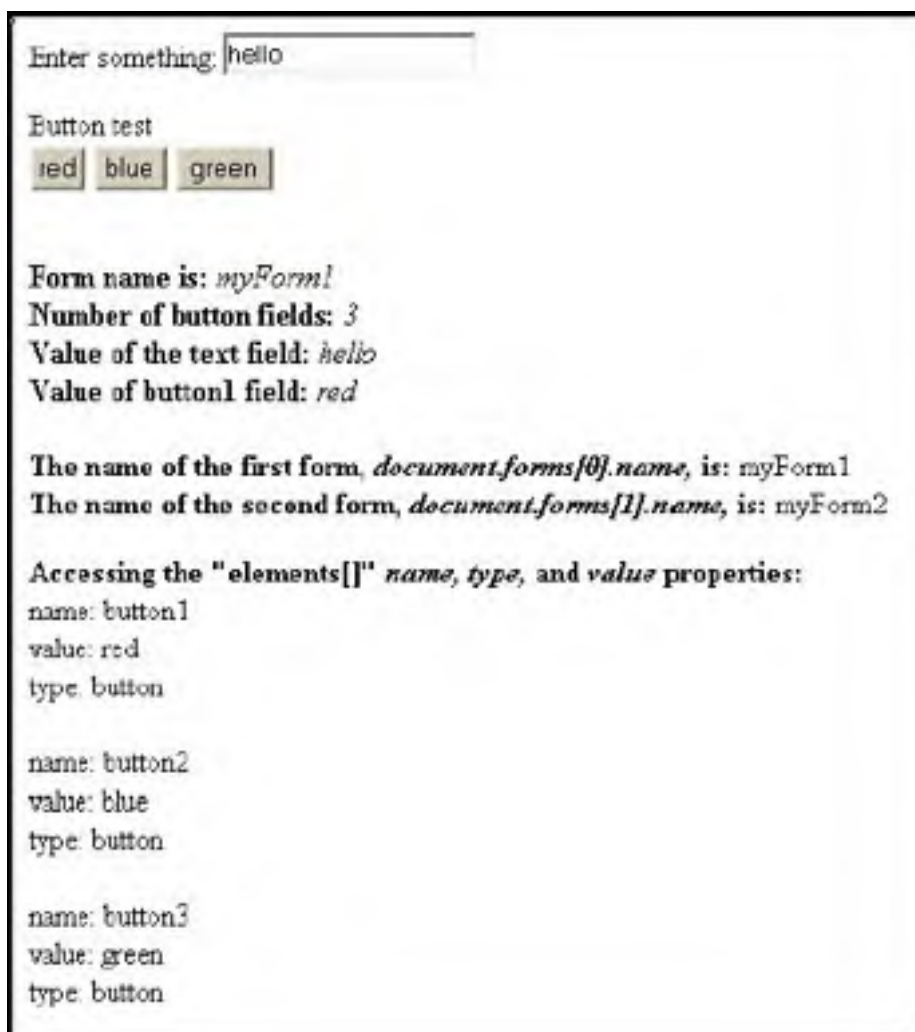 Enter something: hello
Button test
red blue green
Form name is: myForm1
Number of button fields: 3
Value of the text field: hello
Value of button1 field: red
The name of the first form, document.forms[0].name, is: myForm1
The name of the second form, document.forms[1].name, is: myForm2
Accessing the "elements[]" name, type, and value properties:
name: button1
value: red
type: button
name: button2
value: blue
type: button
name: button3
value: green
type: button